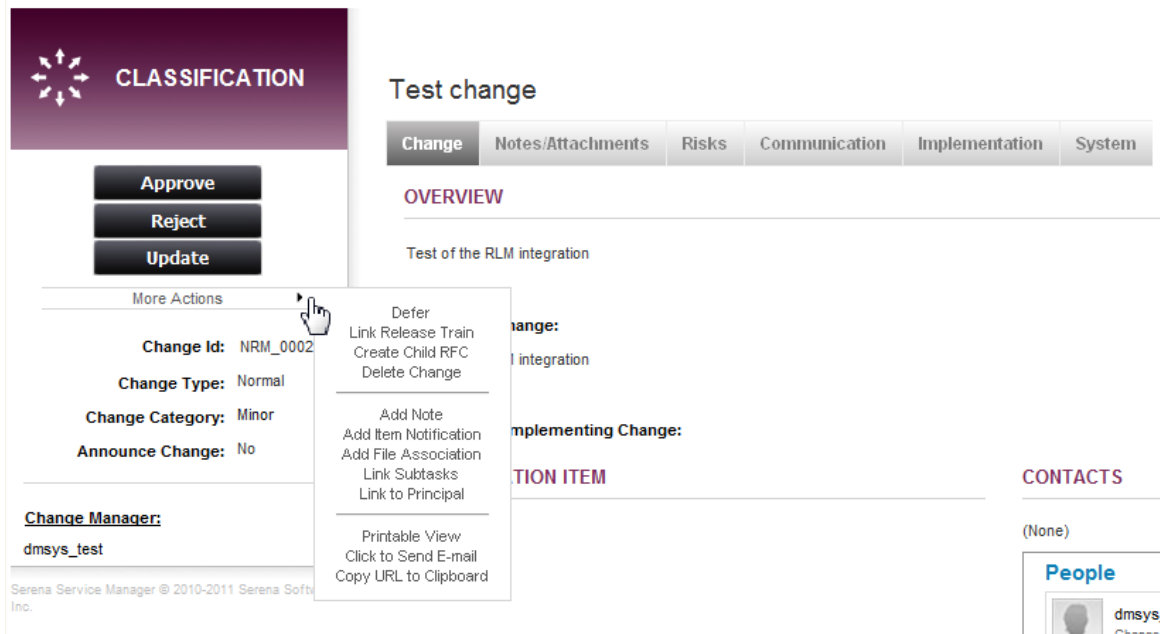 CLASSIFICATION
Approve
Reject
Update
More Actions
Change Id: NRM_0002
Change Type: Normal
Change Category: Minor
Announce Change: No
Change Manager:
dmsys_test
Serena Service Manager © 2010-2011 Serena
Inc.
Defer
Link Release Train
Create Child RFC
Delete Change
Add Note
Add Item Notification
Add File Association
Link Subtasks
Link to Principal
Printable View
Click to Send E-mail
Copy URL to Clipboard
Test change
Change Notes/Attachments Risks Communication Implementation System
OVERVIEW
Test of the RLM integration
hange:
integration
mplementing Change:
TION ITEM
CONTACTS
(None)
People
dmsys